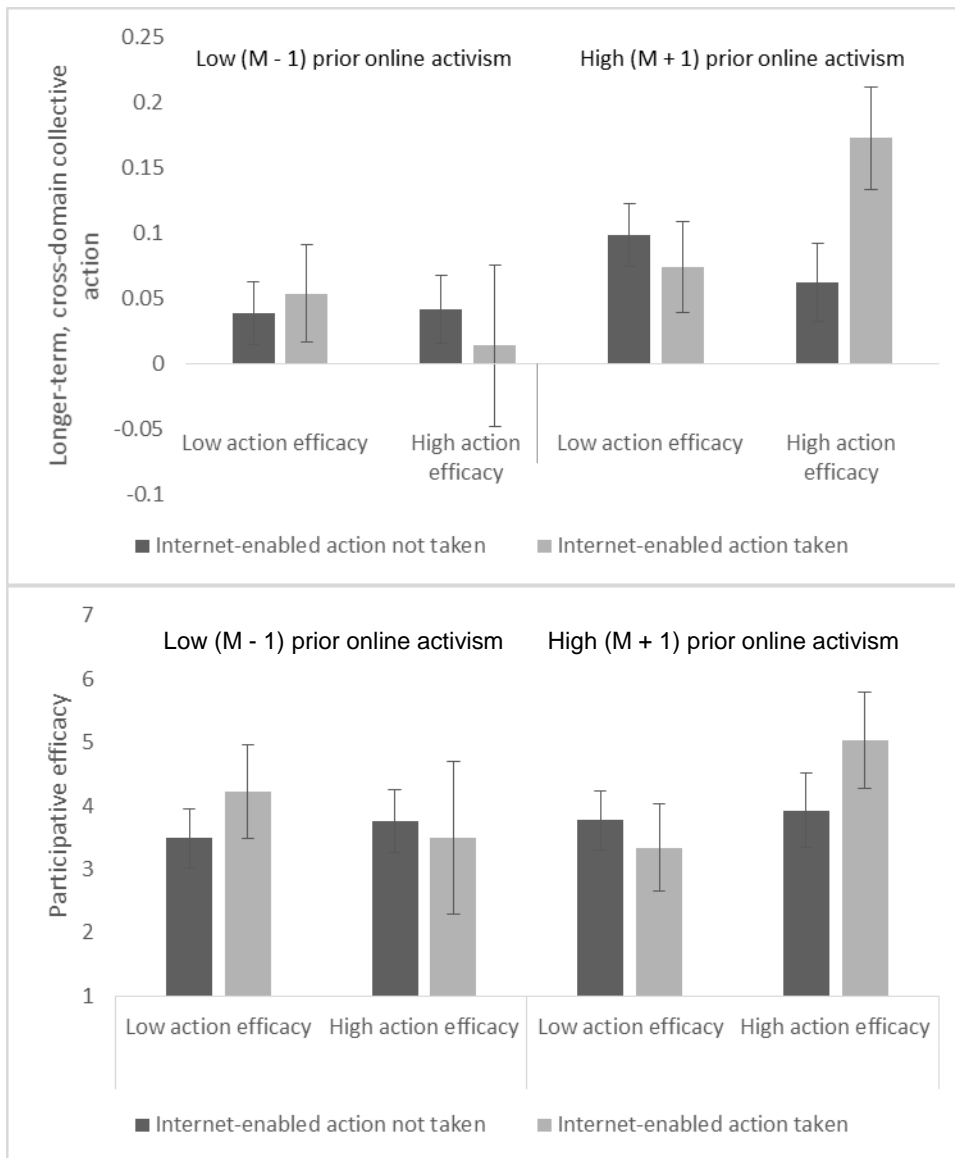 0.25
Low (M - 1) prior online activism
High (M + 1) prior online activism
0.2
0.15
0.1
0.05
0
-0.05
-0.1
Longer-term, cross-domain collective
action
Low action efficacy
High action
efficacy
Low action efficacy
High action
efficacy
Internet-enabled action not taken
Internet-enabled action taken
7
Low (M - 1) prior online activism
High (M + 1) prior online activism
6
5
4
3
2
1
Participative efficacy
Low action efficacy
High action efficacy
Low action efficacy
High action efficacy
Internet-enabled action not taken
Internet-enabled action taken